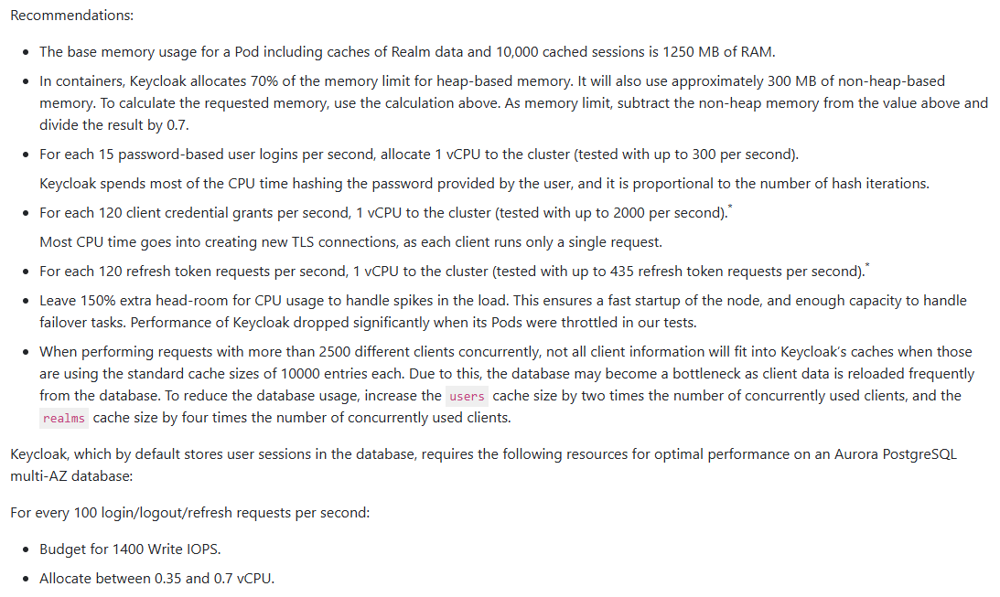 Recommendations:
The base memory usage for a Pod including caches of Realm data and 10,000 cached sessions is 1250 MB of RAM.
In containers, Keycloak allocates 70% of the memory limit for heap-based memory. It will also use approximately 300 MB of non-heap-based
memory. To calculate the requested memory, use the calculation above. As memory limit, subtract the non-heap memory from the value above and
divide the result by 0.7.
For each 15 password-based user logins per second, allocate 1 vCPU to the cluster (tested with up to 300 per second).
Keycloak spends most of the CPU time hashing the password provided by the user, and it is proportional to the number of hash iterations.
For each 120 client credential grants per second, 1 vCPU to the cluster (tested with up to 2000 per second).*
Most CPU time goes into creating new TLS connections, as each client runs only a single request.
For each 120 refresh token requests per second, 1 vCPU to the cluster (tested with up to 435 refresh token requests per second).*
Leave 150% extra head-room for CPU usage to handle spikes in the load. This ensures a fast startup of the node, and enough capacity to handle
failover tasks. Performance of Keycloak dropped significantly when its Pods were throttled in our tests.
When performing requests with more than 2500 different clients concurrently, not all client information will fit into Keycloak's caches when those
are using the standard cache sizes of 10000 entries each. Due to this, the database may become a bottleneck as client data is reloaded frequently
from the database. To reduce the database usage, increase the users cache size by two times the number of concurrently used clients, and the
realms cache size by four times the number of concurrently used clients.
Keycloak, which by default stores user sessions in the database, requires the following resources for optimal performance on an Aurora PostgreSQL
multi-AZ database:
For every 100 login/logout/refresh requests per second:
Budget for 1400 Write IOPS.
Allocate between 0.35 and 0.7 vCPU.